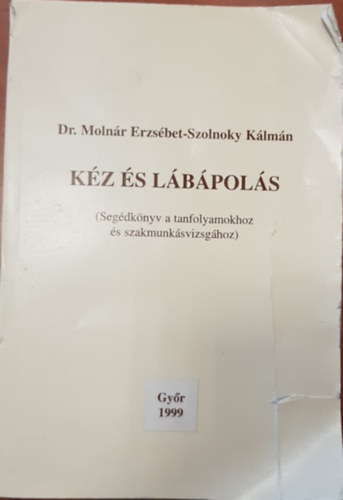 Dr. Molnár Erzsébet-Szolnoky Kálmán
KÉZ ÉS LÁBÁPOLÁS
(Segédkönyv a tanfolyamokhoz
és szakmunkásvizsgához)
Győr
1999